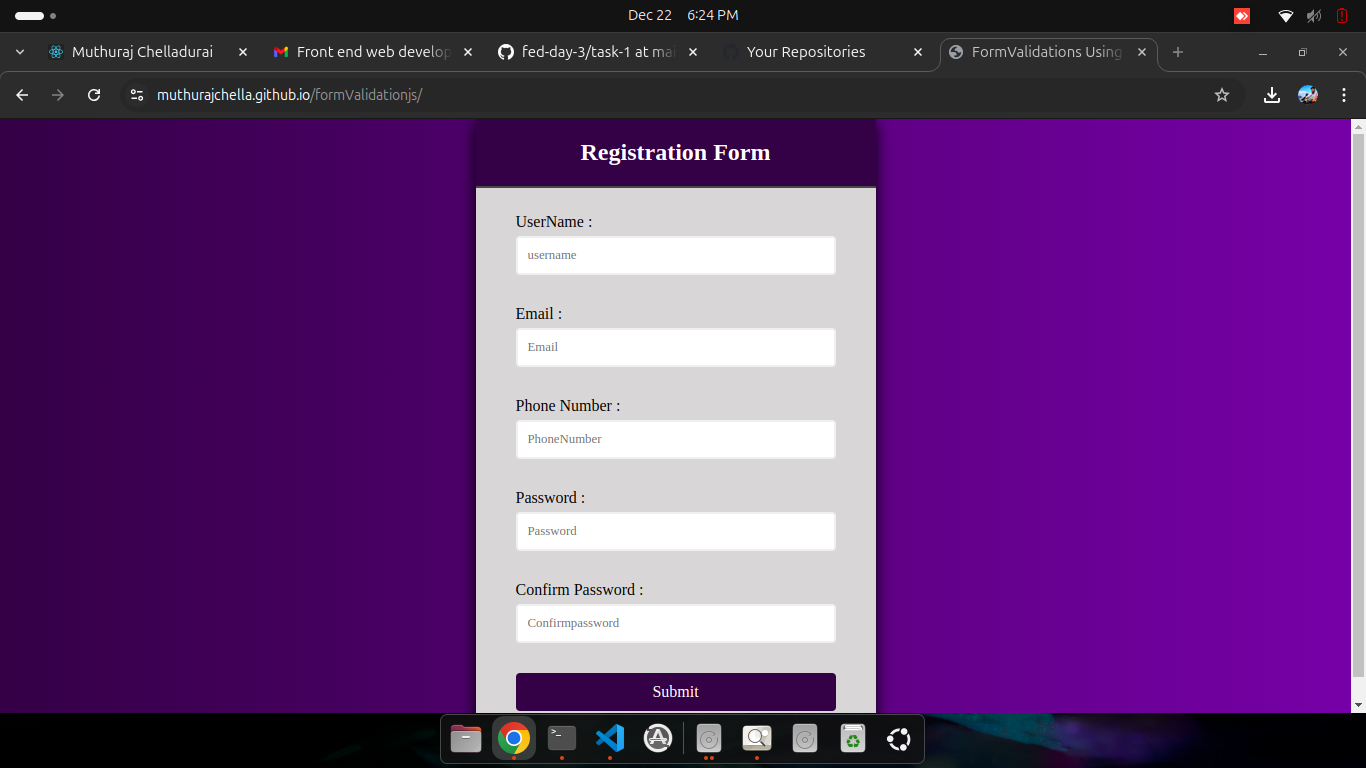 Dec 22 6:24 PM
Muthuraj Chelladurai
Front end web develop
fed-day-3/task-1 at mai
Your Repositories
FormValidations Using
muthurajchella.github.io/formValidationjs/
Registration Form
UserName :
username
Email :
Email
Phone Number :
PhoneNumber
Password :
Password
Confirm Password :
Confirmpassword
Submit